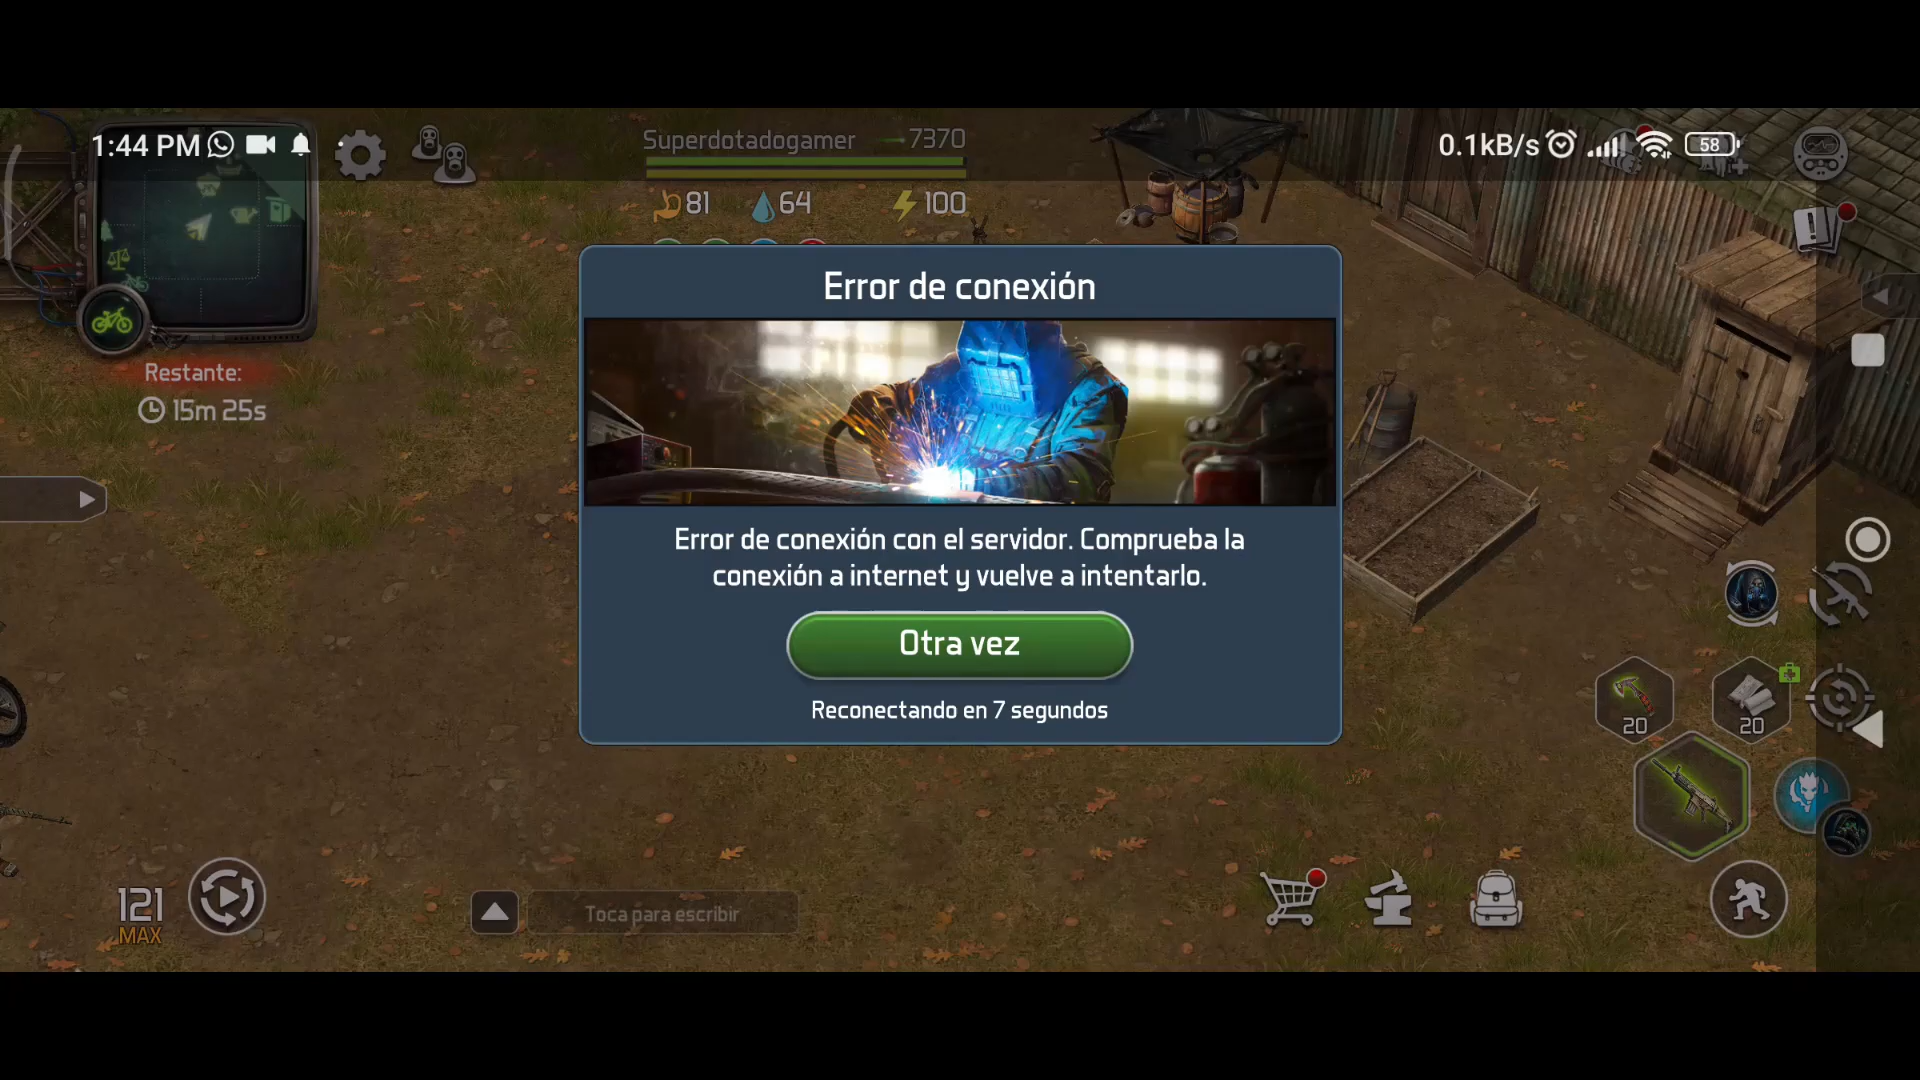 1:44 PM
Superdotadogamer 7370
0.1kB/s
58
81 64 100
Restante:
15m 25s
Error de conexión
Error de conexión con el servidor. Comprueba la
conexión a internet y vuelve a intentarlo.
Otra vez
Reconectando en 7 segundos
20
20
121
MAX
Toca para escribir